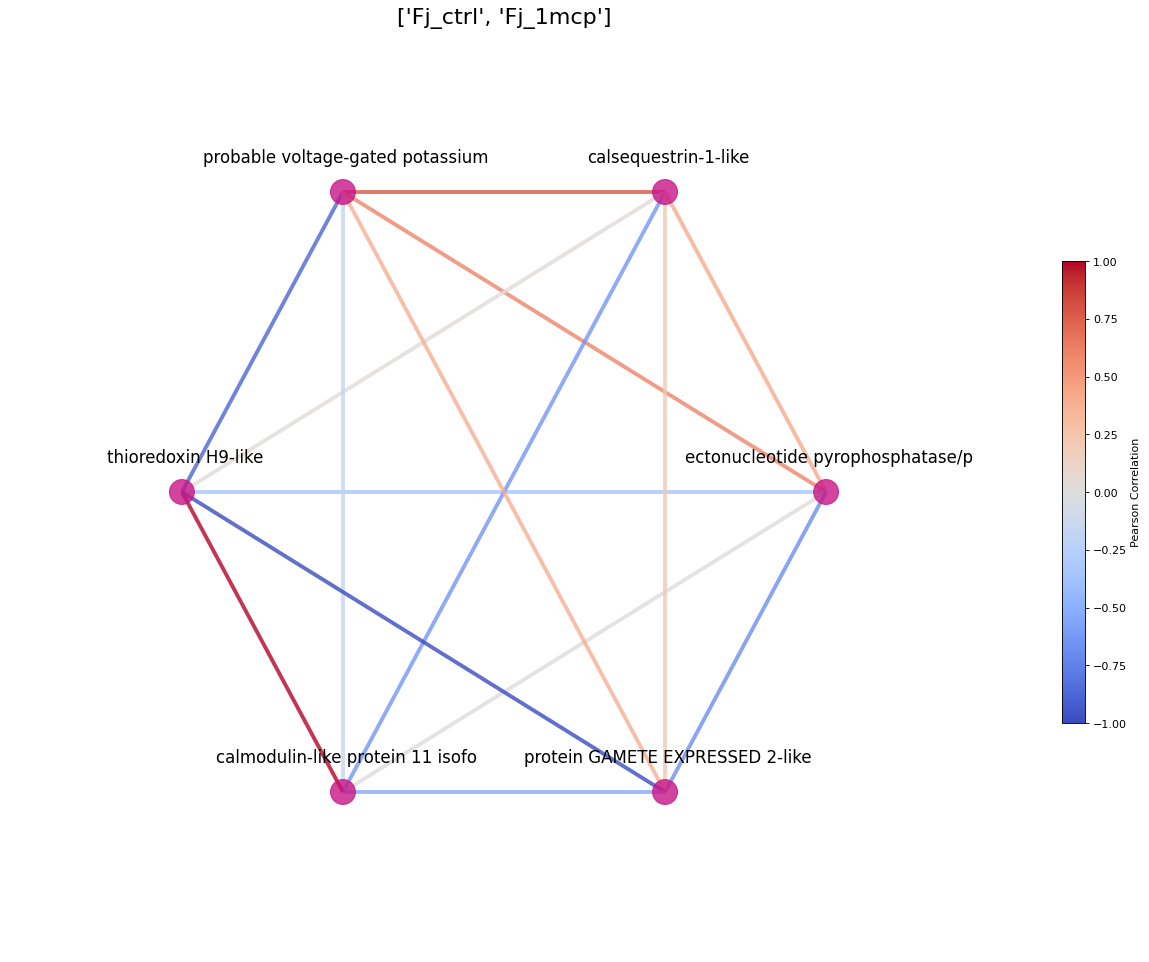 ['Fj_ctrl', 'Fj_1mcp']
probable voltage-gated potassium
calsequestrin-1-like
thioredoxin H9-like
ectonucleotide pyrophosphatase/p
calmodulin-like protein 11 isofo
protein GAMETE EXPRESSED 2-like
1.00
0.75
0.50
0.25
0.00
−0.25
−0.50
−0.75
−1.00
Pearson Correlation